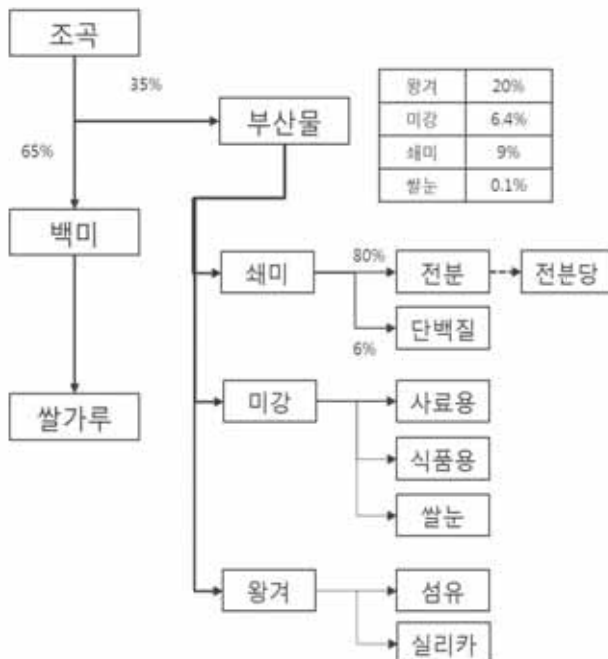 조곡
35%
부산물
65%
왕겨 20%
미강 6.4%
쇄미 9%
쌀눈 0.1%
백미
쇄미
80%
전분
전분당
단백질
6%
쌀가루
미강
사료용
식품용
쌀눈
왕겨
섬유
실리카